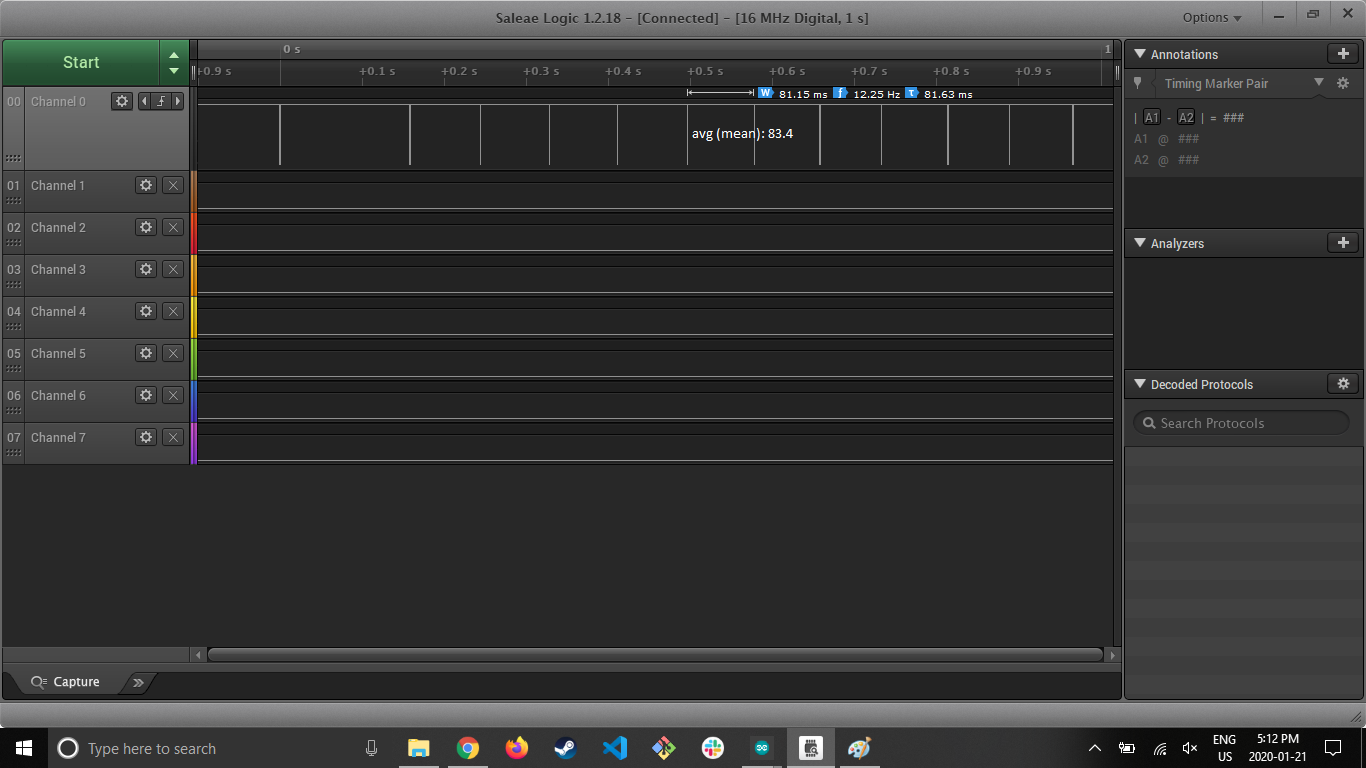 Saleae Logic 1.2.18 - [Connected] - [16 MHz Digital, 1 s]
Options
Start
0 s
1
+0.9 s
+0.1 s
+0.2 s
+0.3 s
+0.4 s
+0.5 s
+0.6 s
+0.7 s
+0.8 s
+0.9 s
W 81.15 ms f 12.25 Hz τ 81.63 ms
avg (mean): 83.4
00 Channel 0
01 Channel 1
02 Channel 2
03 Channel 3
04 Channel 4
05 Channel 5
06 Channel 6
07 Channel 7
Annotations
Timing Marker Pair
| A1 - A2 | = ###
A1 @ ###
A2 @ ###
Analyzers
Decoded Protocols
Search Protocols
Capture
Type here to search
ENG
US
5:12 PM
2020-01-21